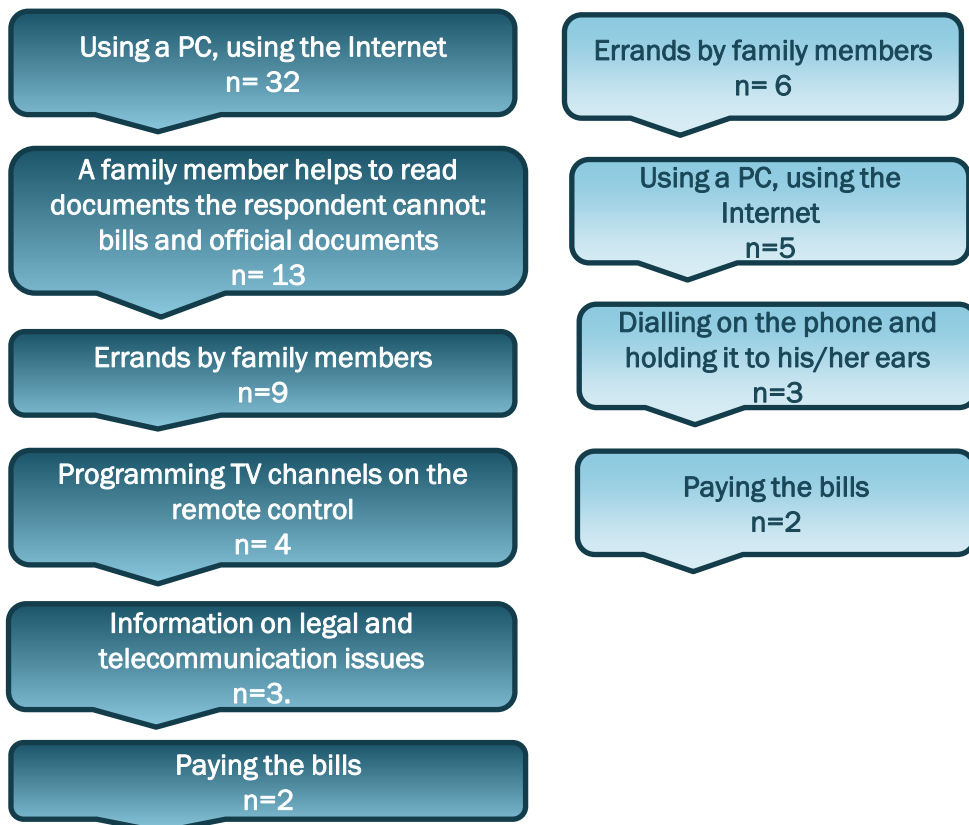 Using a PC, using the Internet
n= 32
A family member helps to read
documents the respondent cannot:
bills and official documents
n= 13
Errands by family members
n=9
Programming TV channels on the
remote control
n= 4
Information on legal and
telecommunication issues
n=3.
Paying the bills
n=2
Errands by family members
n= 6
Using a PC, using the
Internet
n=5
Dialling on the phone and
holding it to his/her ears
n=3
Paying the bills
n=2